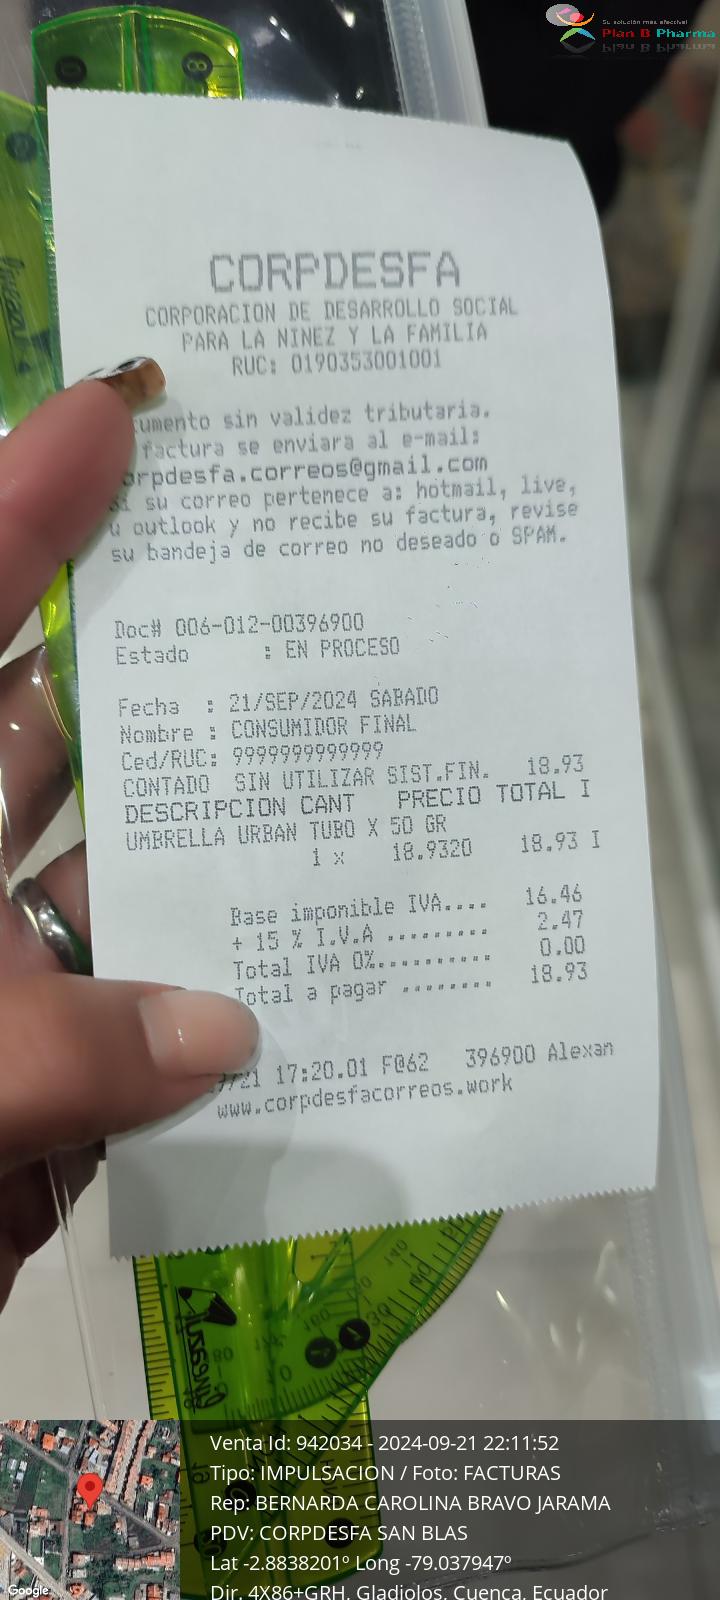 Su solución más efectiva!
Plan B Pharma
CORPDESFA
CORPORACION DE DESARROLLO SOCIAL
PARA LA NINEZ Y LA FAMILIA
RUC: 0190353001001
umento sin validez tributaria.
factura se enviara al e-mail:
orpdesfa.correos@gmail.com
si su correo pertenece a: hotmail, live,
u outlook y no recibe su factura, revise
su bandeja de correo no deseado o SPAM.
Doc# 006-012-00396900
Estado : EN PROCESO
Fecha : 21/SEP/2024 SABADO
Nombre : CONSUMIDOR FINAL
Ced/RUC: 9999999999999
CONTADO SIN UTILIZAR SIST.FIN. 18.93
DESCRIPCION CANT PRECIO TOTAL I
UMBRELLA URBAN TUBO X 50 GR
1 x 18.9320 18.93 I
Base imponible IVA.... 16.46
+ 15 % I.V.A ......... 2.47
Total IVA 0%.......... 0.00
Total a pagar ........ 18.93
/21 17:20.01 F@62 396900 Alexan
www.corpdesfacorreos.work
Venta Id: 942034 - 2024-09-21 22:11:52
Tipo: IMPULSACION / Foto: FACTURAS
Rep: BERNARDA CAROLINA BRAVO JARAMA
PDV: CORPDESFA SAN BLAS
Lat -2.8838201º Long -79.037947º
Dir. 4X86+GRH, Gladiolos, Cuenca, Ecuador
Google